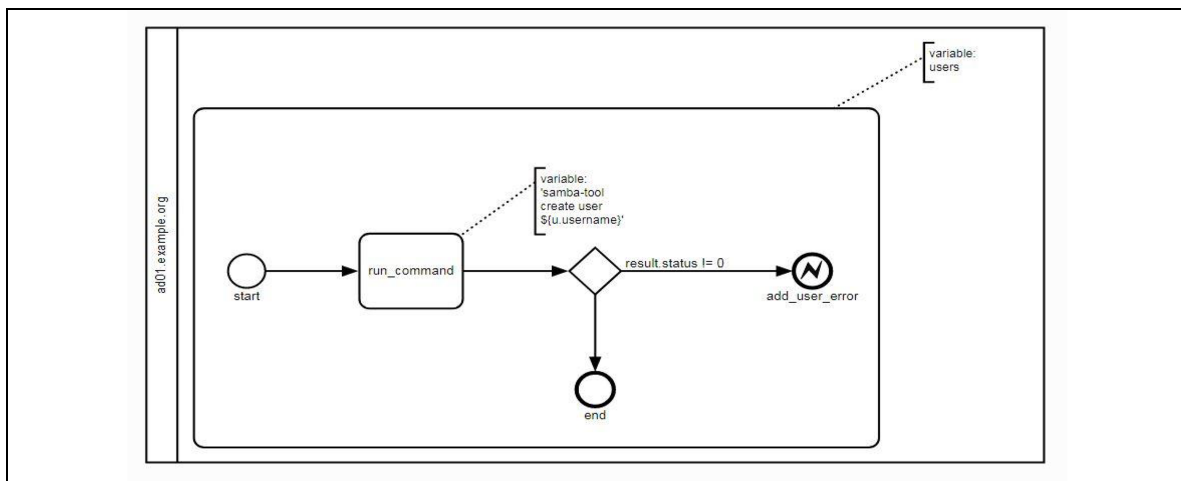 ad01.example.org
variable:
users
variable:
'samba-tool
create user
${u.username}'
start
run_command
result.status != 0
add_user_error
end